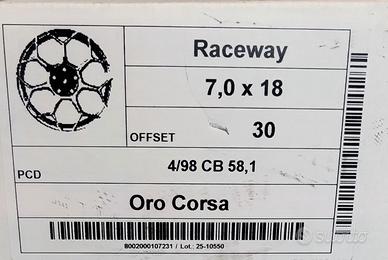 Raceway
7,0 x 18
OFFSET 30
PCD 4/98 CB 58,1
Oro Corsa
8002000107231 / Lot.: 25-10550
subito